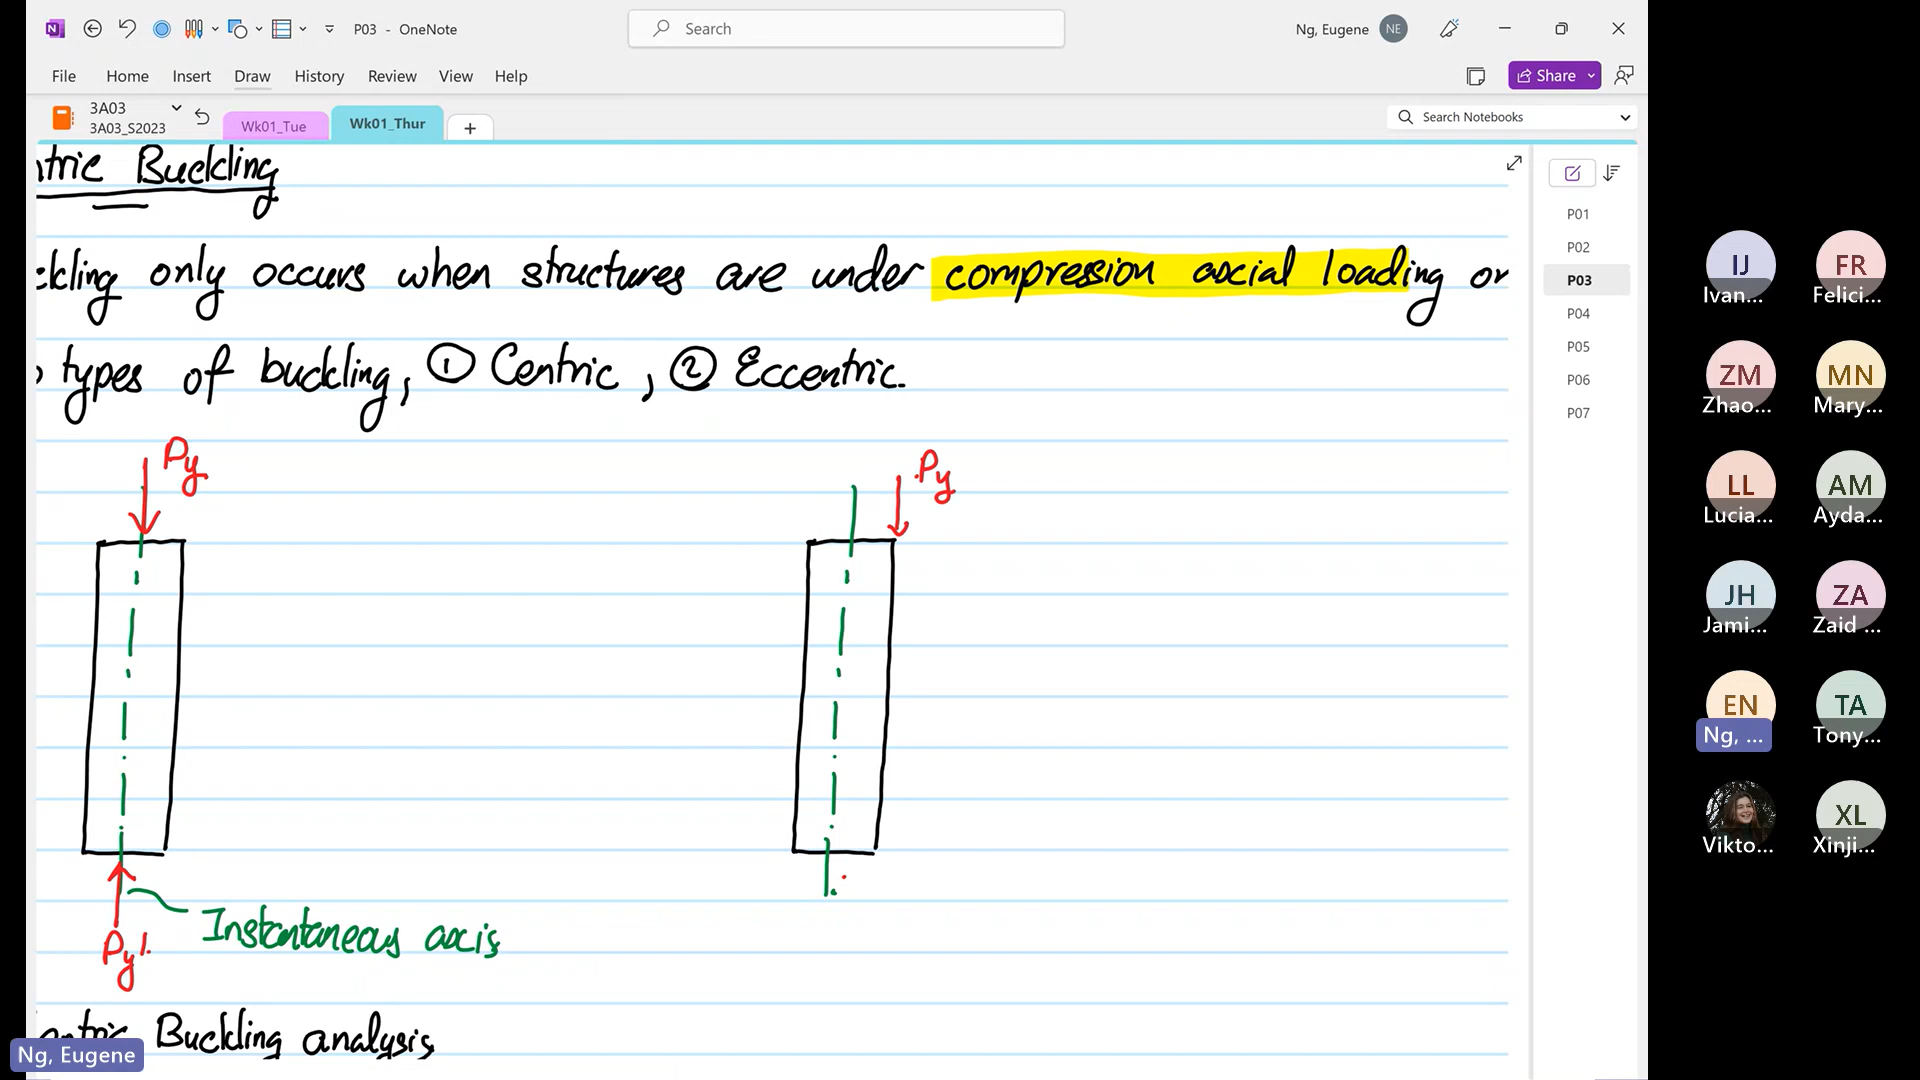 P03 - OneNote
Search
Ng, Eugene
NE
File Home Insert Draw History Review View Help
Share
3A03
3A03_S2023
Wk01_Tue
Wk01_Thur
+
Search Notebooks
ntric Buckling
ckling only occurs when structures are under compression axial loading or
types of buckling, ① Centric, ② Eccentric.
Py
Py
Instantaneous axis
Py'.
entric Buckling analysis
P01
P02
P03
P04
P05
P06
P07
IJ FR
Ivan... Felici...
ZM MN
Zhao... Mary...
LL AM
Lucia... Ayda...
JH ZA
Jami... Zaid ...
EN TA
Ng, ... Tony...
XL
Vikto... Xinji...
Ng, Eugene